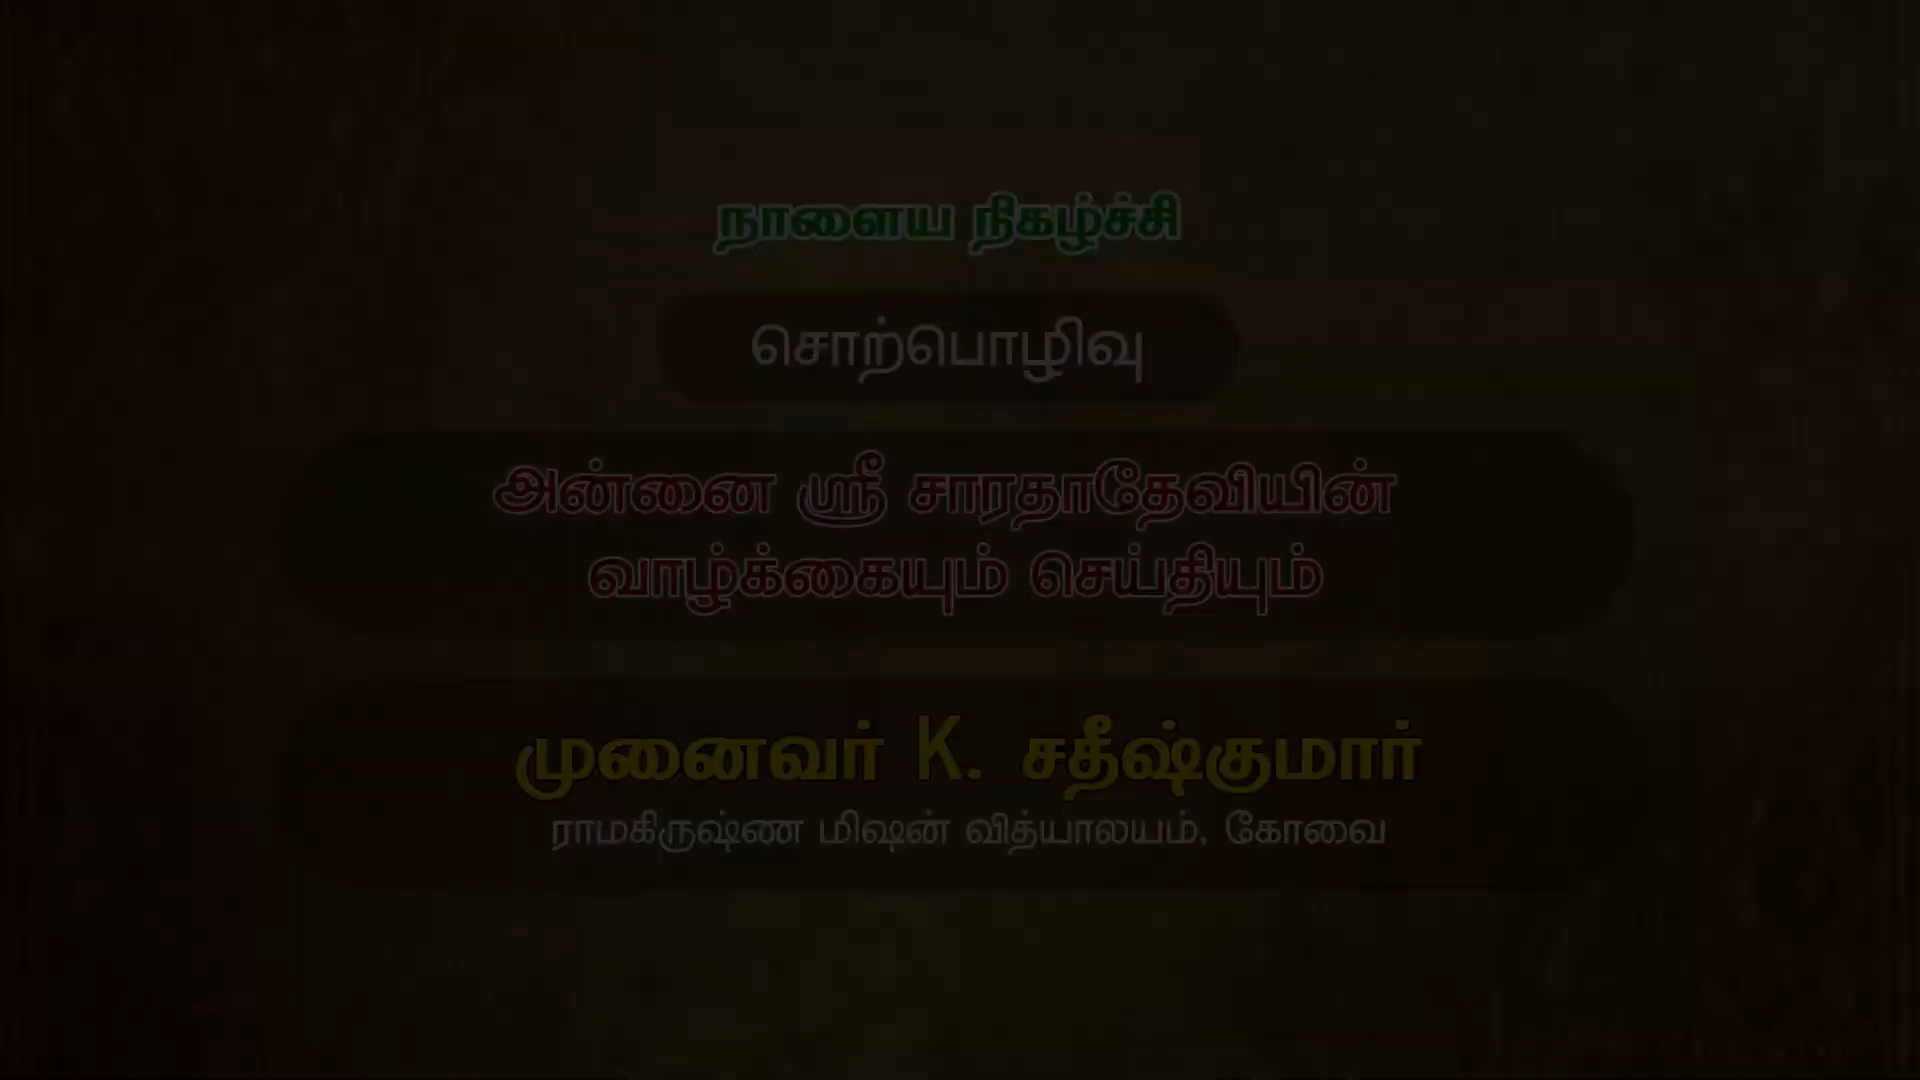 நாளைய நிகழ்ச்சி
சொற்பொழிவு
அன்னை ஸ்ரீ சாரதாதேவியின்
வாழ்க்கையும் செய்தியும்
முனைவர் K. சதீஷ்குமார்
ராமகிருஷ்ண மிஷன் வித்யாலயம், கோவை